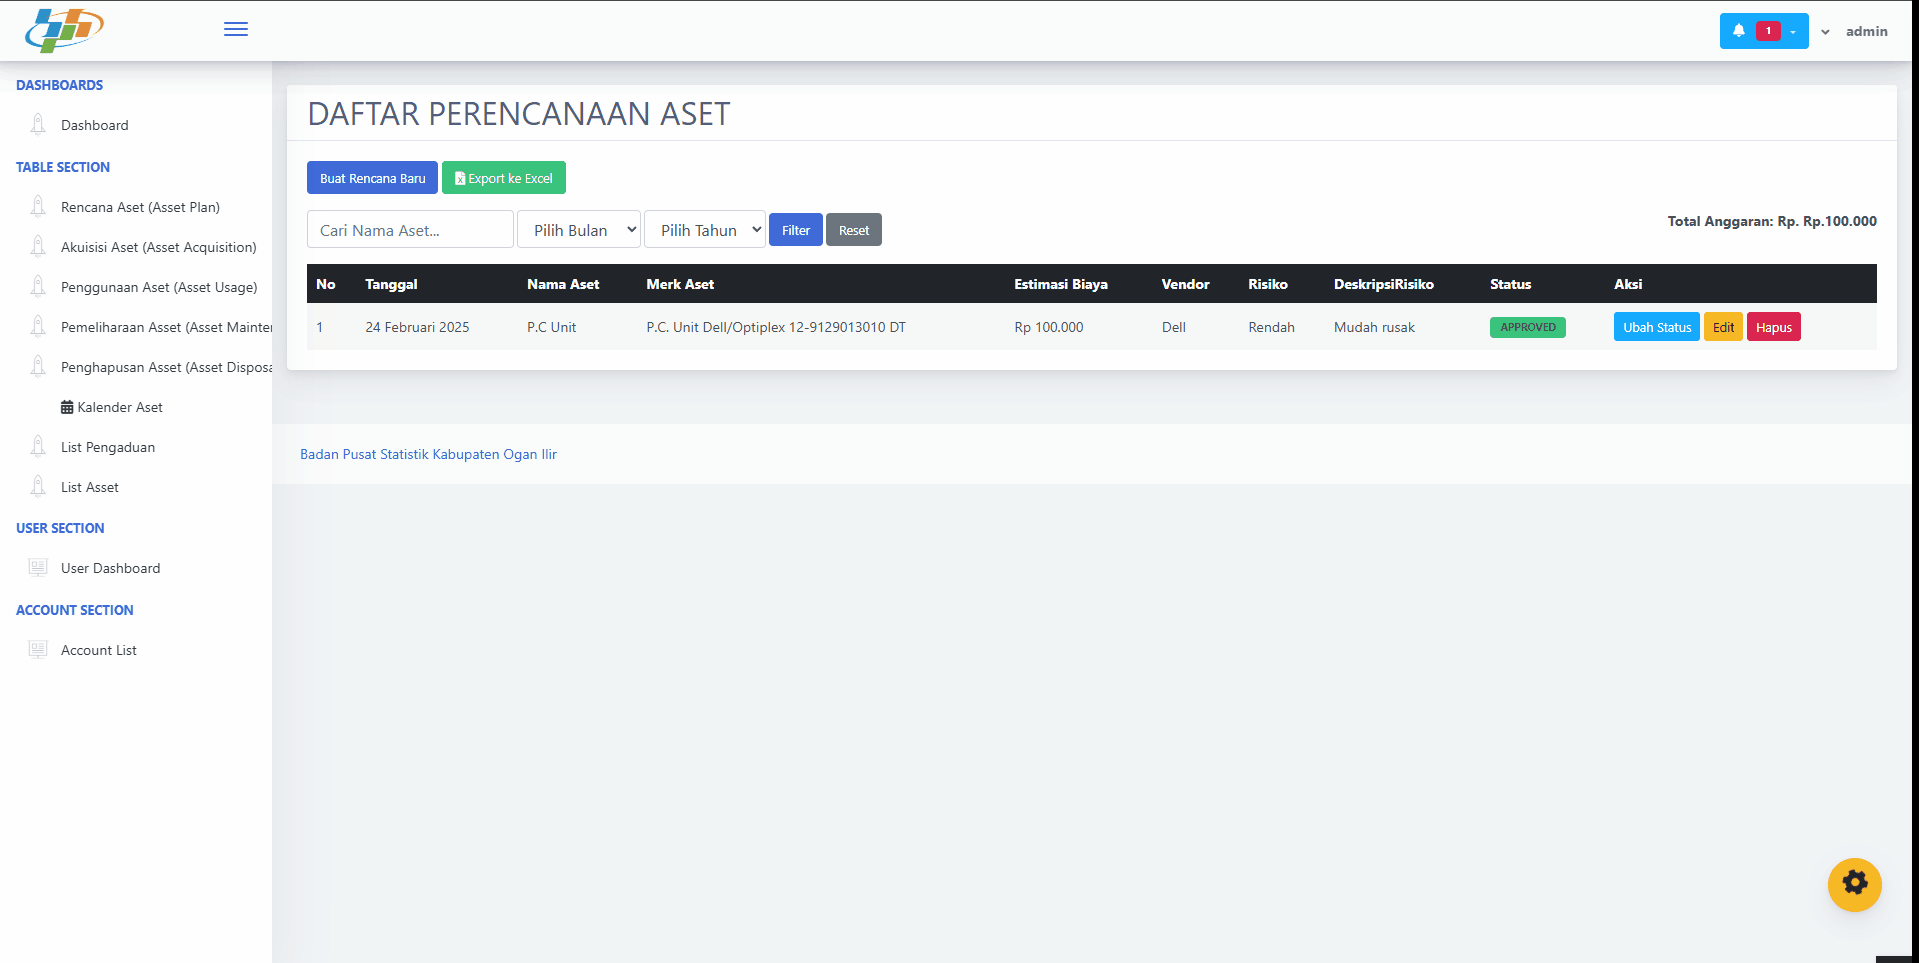 1
admin
DASHBOARDS
Dashboard
TABLE SECTION
Rencana Aset (Asset Plan)
Akuisisi Aset (Asset Acquisition)
Penggunaan Aset (Asset Usage)
Pemeliharaan Asset (Asset Mainte
Penghapusan Asset (Asset Dispos
Kalender Aset
List Pengaduan
List Asset
USER SECTION
User Dashboard
ACCOUNT SECTION
Account List
DAFTAR PERENCANAAN ASET
Buat Rencana Baru Export ke Excel
Cari Nama Aset... Pilih Bulan Pilih Tahun Filter Reset
Total Anggaran: Rp. Rp.100.000
No Tanggal Nama Aset Merk Aset Estimasi Biaya Vendor Risiko DeskripsiRisiko Status Aksi
1 24 Februari 2025 P.C Unit P.C. Unit Dell/Optiplex 12-9129013010 DT Rp 100.000 Dell Rendah Mudah rusak APPROVED Ubah Status Edit Hapus
Badan Pusat Statistik Kabupaten Ogan Ilir